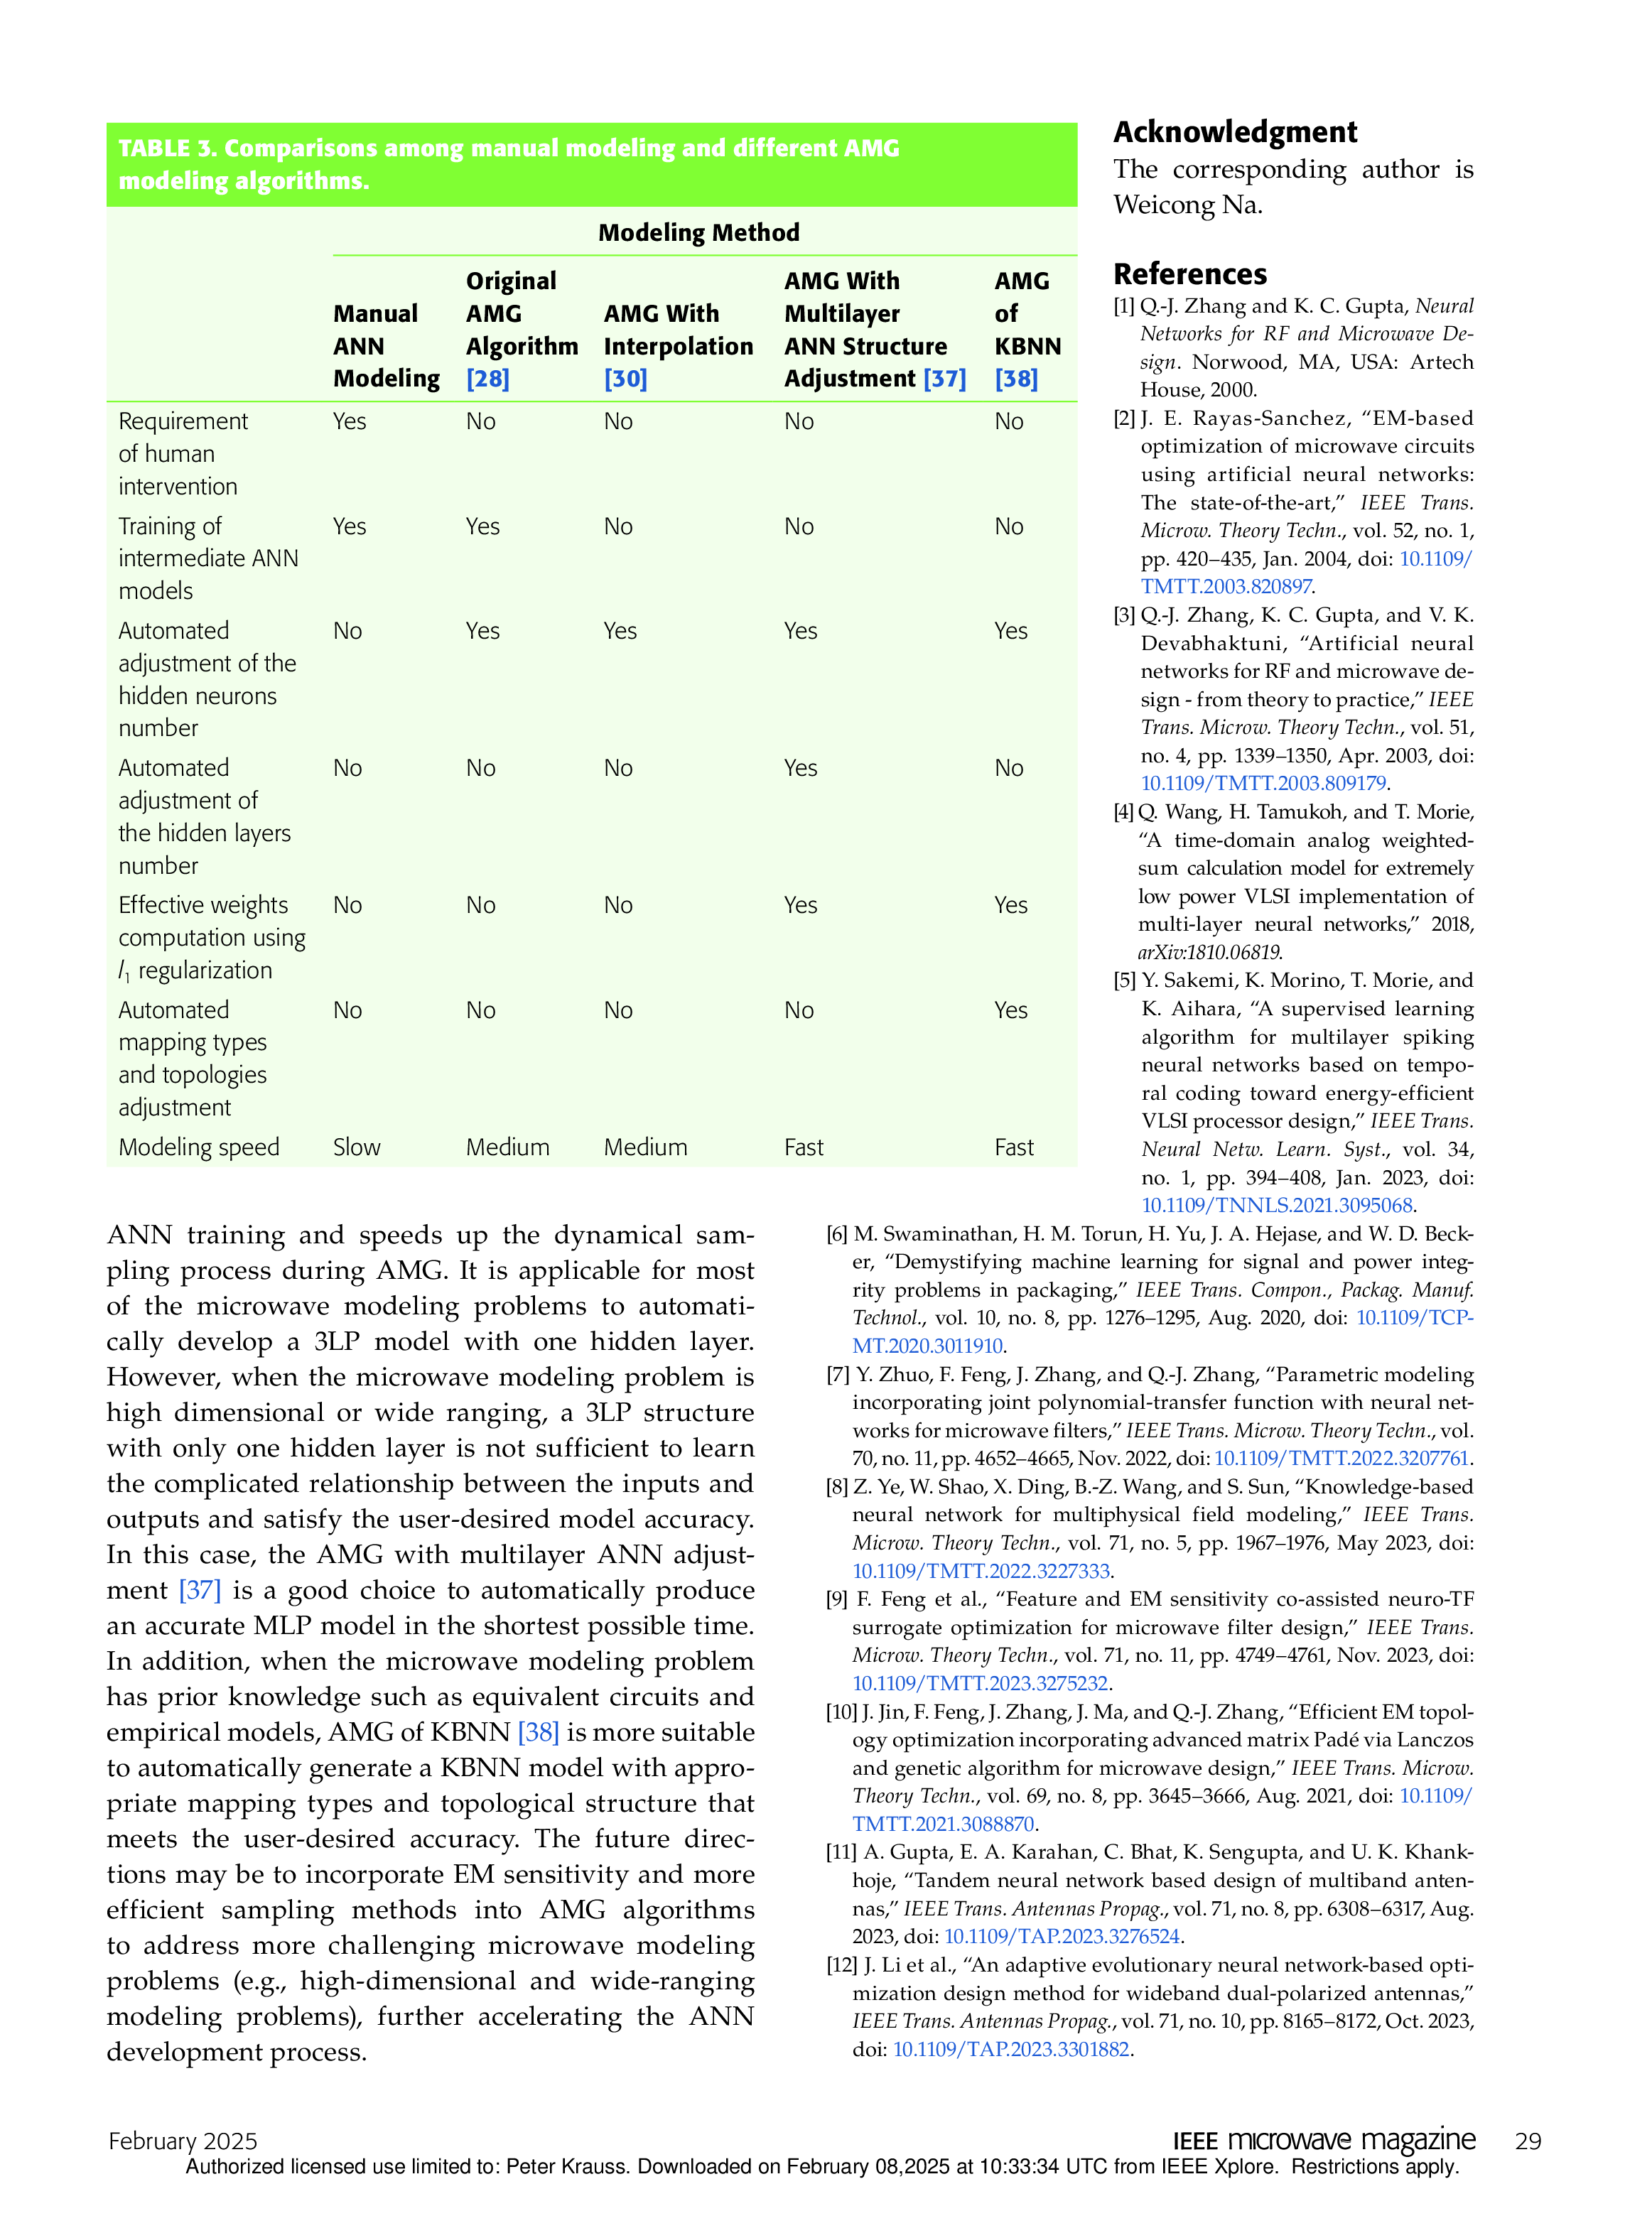 TABLE 3. Comparisons among manual modeling and different AMG
modeling algorithms.
Modeling Method
Manual
ANN
Modeling
Original
AMG
Algorithm
[28]
AMG With
Interpolation
[30]
AMG With
Multilayer
ANN Structure
Adjustment [37]
AMG
of
KBNN
[38]
Requirement
of human
intervention
Yes No No No No
Training of
intermediate ANN
models
Yes Yes No No No
Automated
adjustment of the
hidden neurons
number
No Yes Yes Yes Yes
Automated
adjustment of
the hidden layers
number
No No No Yes No
Effective weights
computation using
l1 regularization
No No No Yes Yes
Automated
mapping types
and topologies
adjustment
No No No No Yes
Modeling speed Slow Medium Medium Fast Fast
ANN training and speeds up the dynamical sam-
pling process during AMG. It is applicable for most
of the microwave modeling problems to automati-
cally develop a 3LP model with one hidden layer.
However, when the microwave modeling problem is
high dimensional or wide ranging, a 3LP structure
with only one hidden layer is not sufficient to learn
the complicated relationship between the inputs and
outputs and satisfy the user-desired model accuracy.
In this case, the AMG with multilayer ANN adjust-
ment [37] is a good choice to automatically produce
an accurate MLP model in the shortest possible time.
In addition, when the microwave modeling problem
has prior knowledge such as equivalent circuits and
empirical models, AMG of KBNN [38] is more suitable
to automatically generate a KBNN model with appro-
priate mapping types and topological structure that
meets the user-desired accuracy. The future direc-
tions may be to incorporate EM sensitivity and more
efficient sampling methods into AMG algorithms
to address more challenging microwave modeling
problems (e.g., high-dimensional and wide-ranging
modeling problems), further accelerating the ANN
development process.
Acknowledgment
The corresponding author is
Weicong Na.
References
[1] Q.-J. Zhang and K. C. Gupta, Neural
Networks for RF and Microwave De-
sign. Norwood, MA, USA: Artech
House, 2000.
[2] J. E. Rayas-Sanchez, “EM-based
optimization of microwave circuits
using artificial neural networks:
The state-of-the-art,” IEEE Trans.
Microw. Theory Techn., vol. 52, no. 1,
pp. 420–435, Jan. 2004, doi: 10.1109/
TMTT.2003.820897.
[3] Q.-J. Zhang, K. C. Gupta, and V. K.
Devabhaktuni, “Artificial neural
networks for RF and microwave de-
sign - from theory to practice,” IEEE
Trans. Microw. Theory Techn., vol. 51,
no. 4, pp. 1339–1350, Apr. 2003, doi:
10.1109/TMTT.2003.809179.
[4] Q. Wang, H. Tamukoh, and T. Morie,
“A time-domain analog weighted-
sum calculation model for extremely
low power VLSI implementation of
multi-layer neural networks,” 2018,
arXiv:1810.06819.
[5] Y. Sakemi, K. Morino, T. Morie, and
K. Aihara, “A supervised learning
algorithm for multilayer spiking
neural networks based on tempo-
ral coding toward energy-efficient
VLSI processor design,” IEEE Trans.
Neural Netw. Learn. Syst., vol. 34,
no. 1, pp. 394–408, Jan. 2023, doi:
10.1109/TNNLS.2021.3095068.
[6] M. Swaminathan, H. M. Torun, H. Yu, J. A. Hejase, and W. D. Beck-
er, “Demystifying machine learning for signal and power integ-
rity problems in packaging,” IEEE Trans. Compon., Packag. Manuf.
Technol., vol. 10, no. 8, pp. 1276–1295, Aug. 2020, doi: 10.1109/TCP-
MT.2020.3011910.
[7] Y. Zhuo, F. Feng, J. Zhang, and Q.-J. Zhang, “Parametric modeling
incorporating joint polynomial-transfer function with neural net-
works for microwave filters,” IEEE Trans. Microw. Theory Techn., vol.
70, no. 11, pp. 4652–4665, Nov. 2022, doi: 10.1109/TMTT.2022.3207761.
[8] Z. Ye, W. Shao, X. Ding, B.-Z. Wang, and S. Sun, “Knowledge-based
neural network for multiphysical field modeling,” IEEE Trans.
Microw. Theory Techn., vol. 71, no. 5, pp. 1967–1976, May 2023, doi:
10.1109/TMTT.2022.3227333.
[9] F. Feng et al., “Feature and EM sensitivity co-assisted neuro-TF
surrogate optimization for microwave filter design,” IEEE Trans.
Microw. Theory Techn., vol. 71, no. 11, pp. 4749–4761, Nov. 2023, doi:
10.1109/TMTT.2023.3275232.
[10] J. Jin, F. Feng, J. Zhang, J. Ma, and Q.-J. Zhang, “Efficient EM topol-
ogy optimization incorporating advanced matrix Padé via Lanczos
and genetic algorithm for microwave design,” IEEE Trans. Microw.
Theory Techn., vol. 69, no. 8, pp. 3645–3666, Aug. 2021, doi: 10.1109/
TMTT.2021.3088870.
[11] A. Gupta, E. A. Karahan, C. Bhat, K. Sengupta, and U. K. Khank-
hoje, “Tandem neural network based design of multiband anten-
nas,” IEEE Trans. Antennas Propag., vol. 71, no. 8, pp. 6308–6317, Aug.
2023, doi: 10.1109/TAP.2023.3276524.
[12] J. Li et al., “An adaptive evolutionary neural network-based opti-
mization design method for wideband dual-polarized antennas,”
IEEE Trans. Antennas Propag., vol. 71, no. 10, pp. 8165–8172, Oct. 2023,
doi: 10.1109/TAP.2023.3301882.
February 2025 IEEE microwave magazine 29
Authorized licensed use limited to: Peter Krauss. Downloaded on February 08,2025 at 10:33:34 UTC from IEEE Xplore. Restrictions apply.